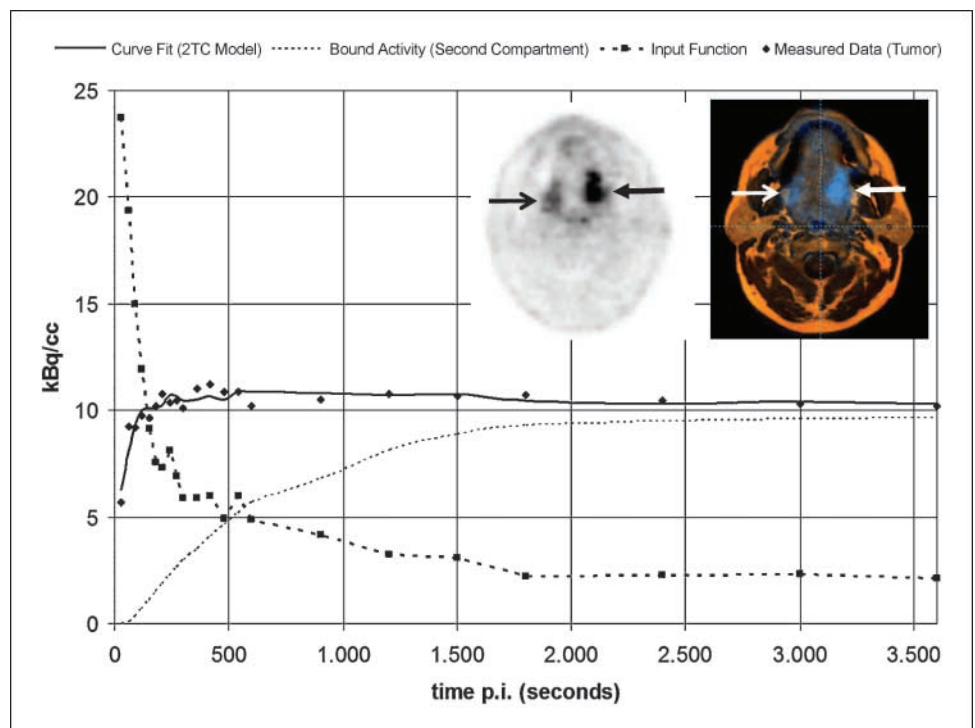 Curve Fit (2TC Model) Bound Activity (Second Compartment) Input Function Measured Data (Tumor)
25
20
15
10
5
0
kBq/cc
0 500 1.000 1.500 2.000 2.500 3.000 3.500
time p.i. (seconds)